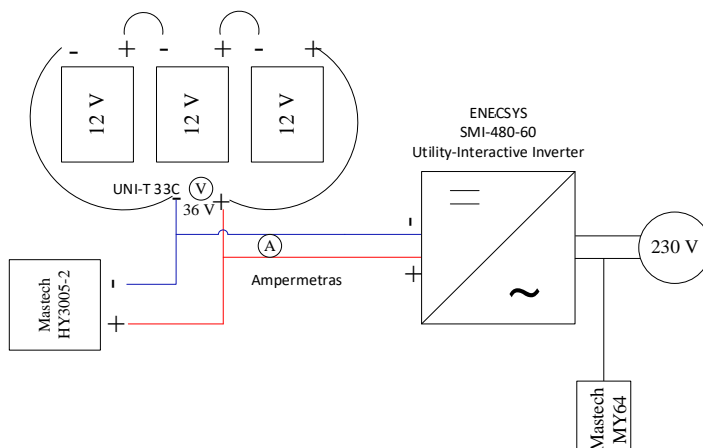 - + - + - +
12 V
12 V
12 V
ENECSYS
SMI-480-60
Utility-Interactive Inverter
UNI-T 33C
V
- +
36 V
A
Ampermetras
-
+
~
230 V
Mastech
HY3005-2
-
+
Mastech
MY64